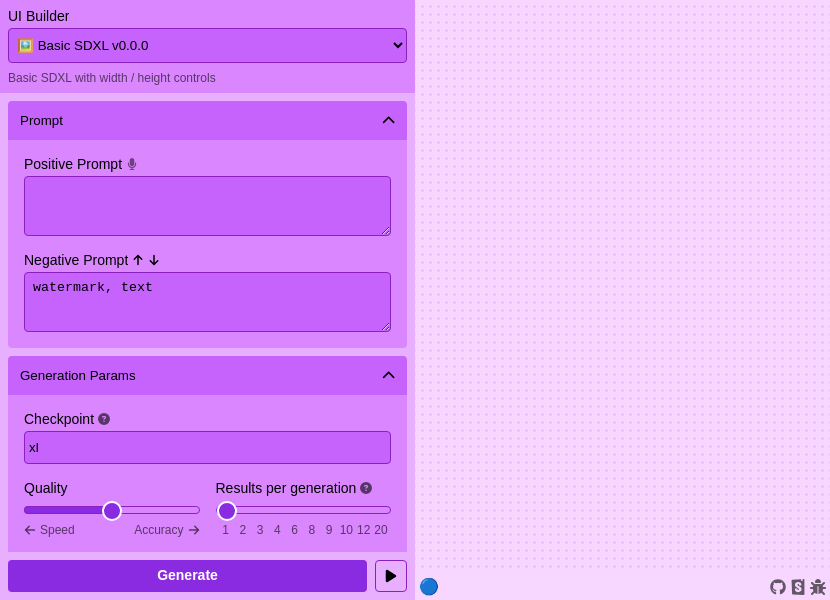 UI Builder
🖼️ Basic SDXL v0.0.0
Basic SDXL with width / height controls
Prompt
Positive Prompt
Negative Prompt ↑ ↓
watermark, text
Generation Params
Checkpoint ?
xl
Quality
Results per generation ?
← Speed Accuracy →
1 2 3 4 6 8 9 10 12 20
Generate